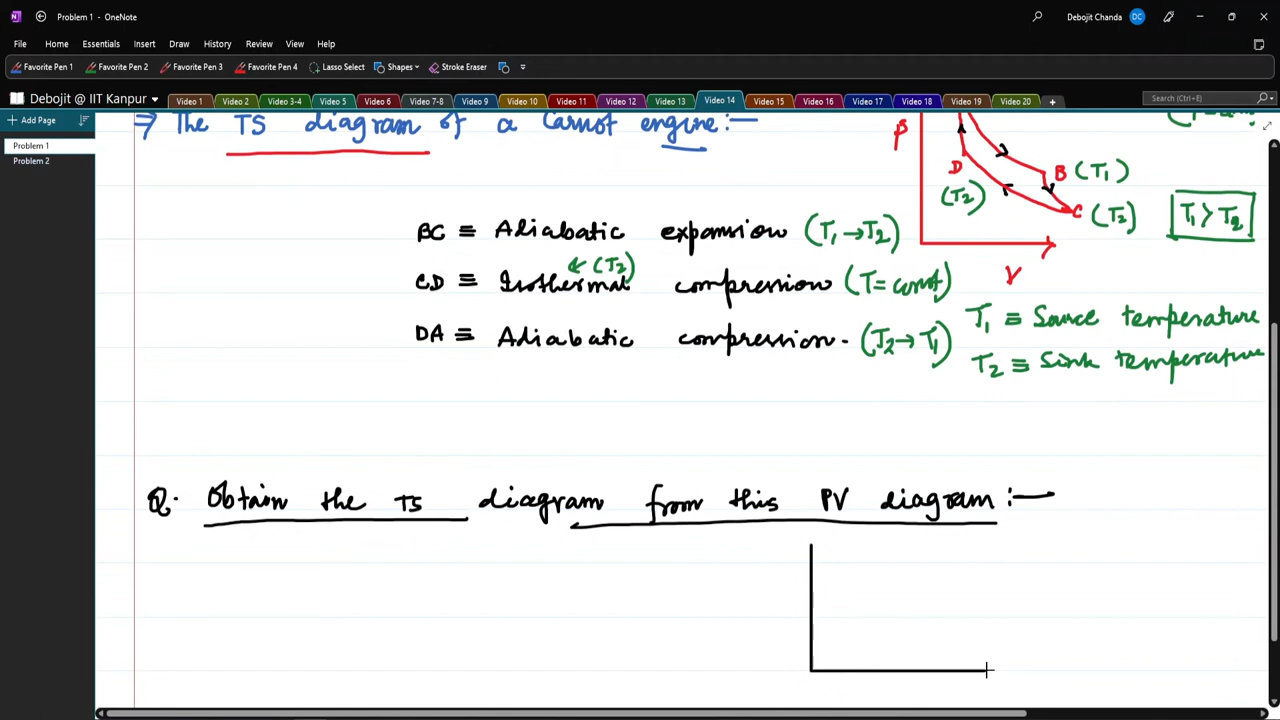 Problem 1 - OneNote
Debojit Chanda DC
File Home Essentials Insert Draw History Review View Help
Favorite Pen 1 Favorite Pen 2 Favorite Pen 3 Favorite Pen 4 Lasso Select Shapes Stroke Eraser
Debojit @ IIT Kanpur
Video 1 Video 2 Video 3-4 Video 5 Video 6 Video 7-8 Video 9 Video 10 Video 11 Video 12 Video 13 Video 14 Video 15 Video 16 Video 17 Video 18 Video 19 Video 20 +
Search (Ctrl+E)
Add Page
Problem 1
Problem 2
⇒ The TS diagram of a Carnot engine:—
P
D
B (T₁)
(T₂)
C (T₂)
T₁ > T₂
V
BC ≡ Adiabatic expansion (T₁ → T₂)
← (T₂)
CD ≡ Isothermal compression (T = const)
DA ≡ Adiabatic compression. (T₂ → T₁)
T₁ ≡ Source temperature
T₂ ≡ Sink temperature
Q. Obtain the TS diagram from this PV diagram :—